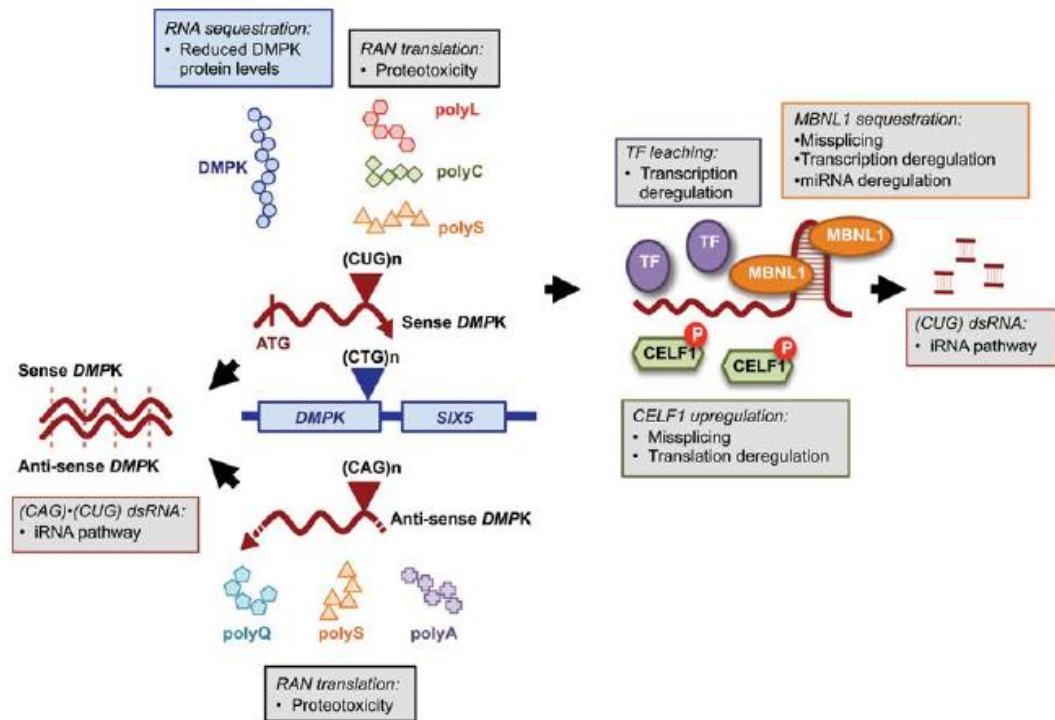 RNA sequestration:
• Reduced DMPK
protein levels
RAN translation:
• Proteotoxicity
DMPK
polyL
polyC
polyS
(CUG)n
ATG
Sense DMPK
(CTG)n
DMPK
SIX5
Sense DMPK
Anti-sense DMPK
(CAG)•(CUG) dsRNA:
• iRNA pathway
(CAG)n
Anti-sense DMPK
polyQ
polyS
polyA
RAN translation:
• Proteotoxicity
TF leaching:
• Transcription
deregulation
MBNL1 sequestration:
•Missplicing
•Transcription deregulation
•miRNA deregulation
TF
TF
MBNL1
MBNL1
CELF1
P
CELF1
P
CELF1 upregulation:
• Missplicing
• Translation deregulation
(CUG) dsRNA:
• iRNA pathway